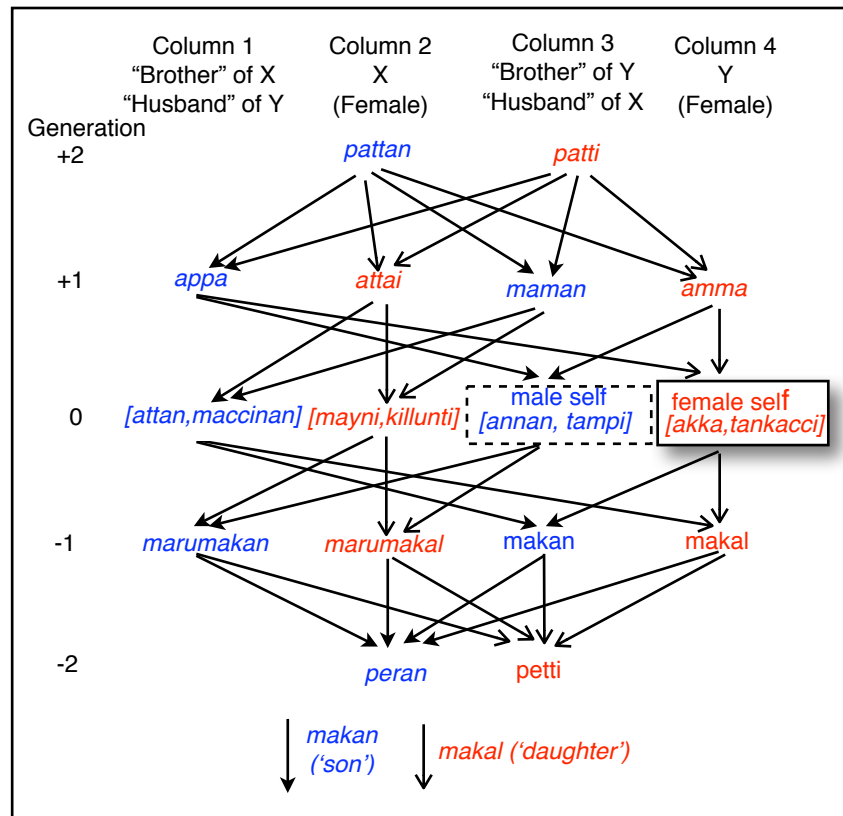 Column 1 Column 2 Column 3 Column 4
“Brother” of X X “Brother” of Y Y
“Husband” of Y (Female) “Husband” of X (Female)
Generation
+2 pattan patti
+1 appa attai maman amma
0 [attan,maccinan] [mayni,killunti] male self [annan, tampi] female self [akka,tankacci]
-1 marumakan marumakal makan makal
-2 peran petti
makan makal (‘daughter’)
(‘son’)